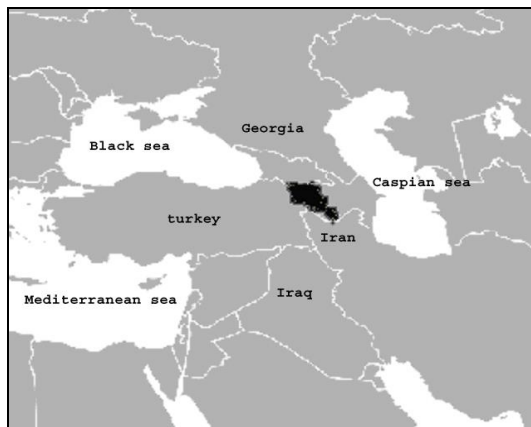 Georgia
Black sea
Caspian sea
turkey
Iran
Mediterranean sea
Iraq